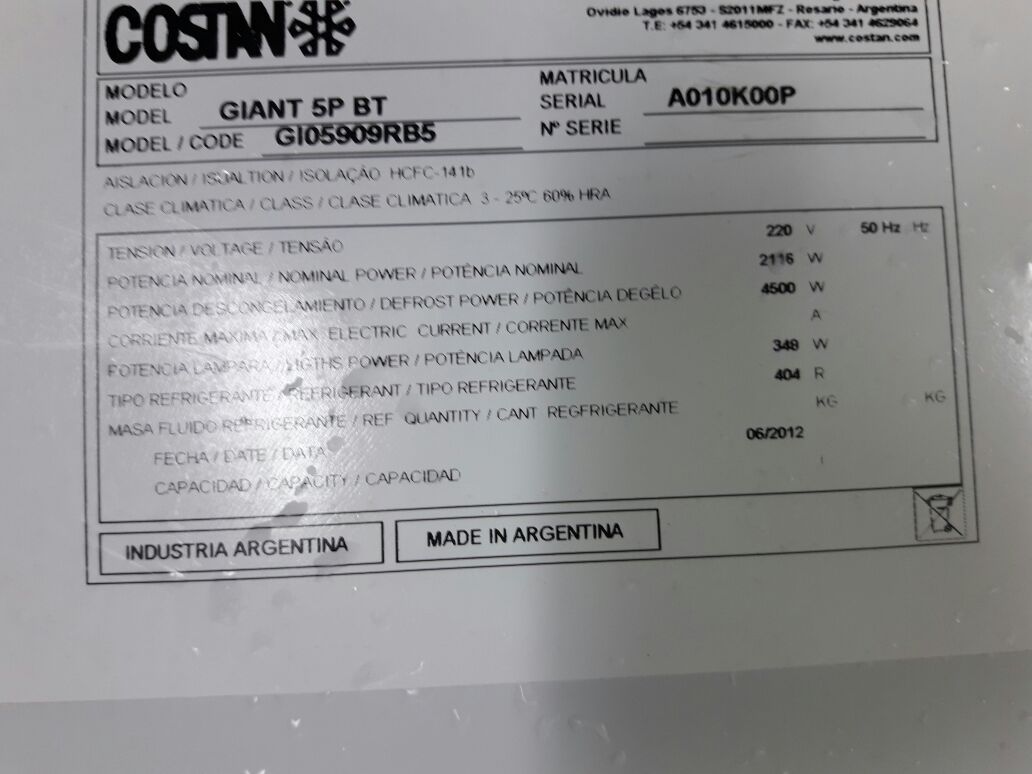 COSTAN
Ovidio Lagos 6753 - S2011MFZ - Rosario - Argentina
T.E: +54 341 4615000 - FAX: +54 341 4629064
www.costan.com
MODELO
MODEL GIANT 5P BT
MODEL / CODE GI05909RB5
MATRICULA
SERIAL A010K00P
Nº SERIE
AISLACION / ISOALTION / ISOLAÇÃO HCFC-141b
CLASE CLIMATICA / CLASS / CLASE CLIMATICA 3 - 25ºC 60% HRA
TENSION / VOLTAGE / TENSÃO 220 V 50 Hz Hz
POTENCIA NOMINAL / NOMINAL POWER / POTÊNCIA NOMINAL 2116 W
POTENCIA DESCONGELAMIENTO / DEFROST POWER / POTÊNCIA DEGÊLO 4500 W
CORRIENTE MAXIMA / MAX ELECTRIC CURRENT / CORRENTE MAX A
POTENCIA LAMPARA / LIGTHS POWER / POTÊNCIA LAMPADA 348 W
TIPO REFRIGERANTE / REFRIGERANT / TIPO REFRIGERANTE 404 R
MASA FLUIDO REFRIGERANTE / REF QUANTITY / CANT REGFRIGERANTE KG KG
FECHA / DATE / DATA 06/2012
CAPACIDAD / CAPACITY / CAPACIDAD l
INDUSTRIA ARGENTINA
MADE IN ARGENTINA